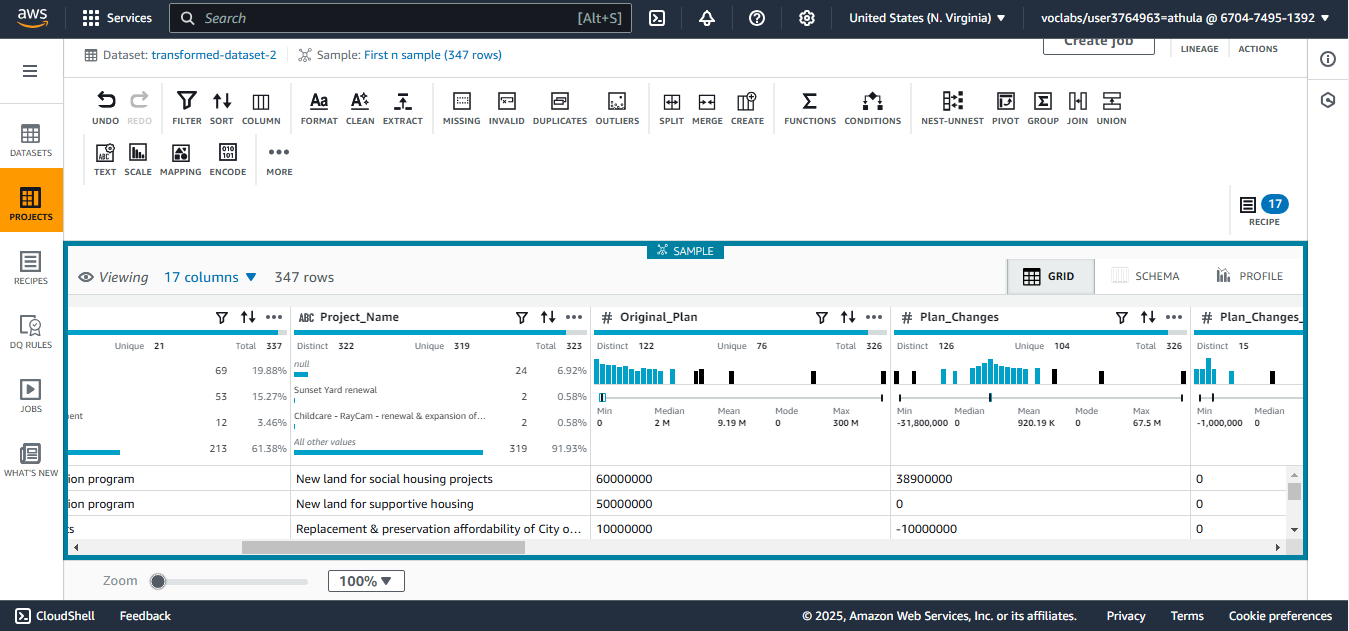 aws Services Search [Alt+S] United States (N. Virginia) ▼ voclabs/user3764963=athula @ 6704-7495-1392 ▼
Dataset: transformed-dataset-2 Sample: First n sample (347 rows) Create job LINEAGE ACTIONS
UNDO REDO FILTER SORT COLUMN FORMAT CLEAN EXTRACT MISSING INVALID DUPLICATES OUTLIERS SPLIT MERGE CREATE FUNCTIONS CONDITIONS NEST-UNNEST PIVOT GROUP JOIN UNION
TEXT SCALE MAPPING ENCODE MORE
17
RECIPE
DATASETS
PROJECTS
RECIPES
DQ RULES
JOBS
WHAT'S NEW
SAMPLE
Viewing 17 columns ▼ 347 rows GRID SCHEMA PROFILE
ABC Project_Name # Original_Plan # Plan_Changes # Plan_Changes_
Unique 21 Total 337 Distinct 322 Unique 319 Total 323 Distinct 122 Unique 76 Total 326 Distinct 126 Unique 104 Total 326 Distinct 15
69 19.88% null 24 6.92%
53 15.27% Sunset Yard renewal 2 0.58%
ment 12 3.46% Childcare - RayCam - renewal & expansion of... 2 0.58%
213 61.38% All other values 319 91.93%
Min Median Mean Mode Max Min Median Mean Mode Max Min Median
0 2 M 9.19 M 0 300 M -31,800,000 0 920.19 K 0 67.5 M -1,000,000 0
ion program New land for social housing projects 60000000 38900000 0
ion program New land for supportive housing 50000000 0 0
ts Replacement & preservation affordability of City o... 10000000 -10000000 0
Zoom 100% ▼
CloudShell Feedback © 2025, Amazon Web Services, Inc. or its affiliates. Privacy Terms Cookie preferences